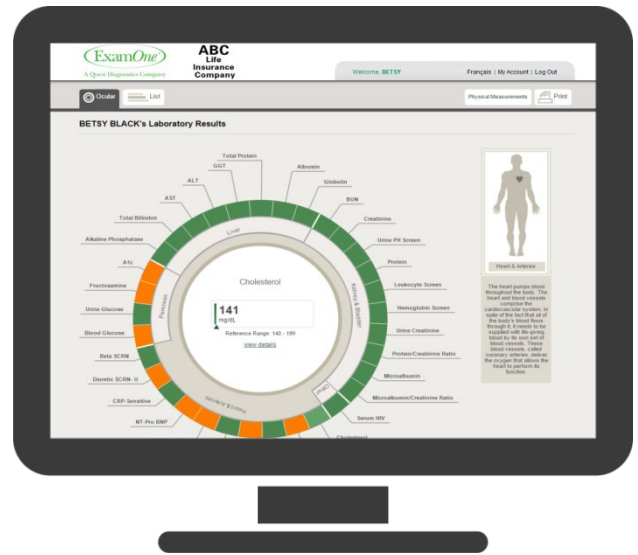 ExamOne
A Quest Diagnostics Company
ABC
Life
Insurance
Company
Welcome, BETSY
Français | My Account | Log Out
Ocular
List
Physical Measurements
Print
BETSY BLACK's Laboratory Results
Total Protein
GGT
ALT
AST
Total Bilirubin
Alkaline Phosphatase
A1c
Fructosamine
Urine Glucose
Blood Glucose
Beta SCRN
Diuretic SCRN- U
CRP-Sensitive
NT-Pro BNP
Albumin
Globulin
BUN
Creatinine
Urine PH Screen
Protein
Leukocyte Screen
Hemoglobin Screen
Urine Creatinine
Protein/Creatinine Ratio
Microalbumin
Microalbumin/Creatinine Ratio
Serum HIV
Cholesterol
Liver
Kidney & Bladder
Other
Heart & Arteries
Pancreas
Cholesterol
141
mg/dL
Reference Range: 140 - 199
view details
Heart & Arteries
The heart pumps blood
throughout the body. The
heart and blood vessels
comprise the
cardiovascular system. In
spite of the fact that all of
the body's blood flows
through it, it needs to be
supplied with life-giving
blood by its own set of
blood vessels. These
blood vessels, called
coronary arteries, deliver
the oxygen that allows the
heart to perform its
function.